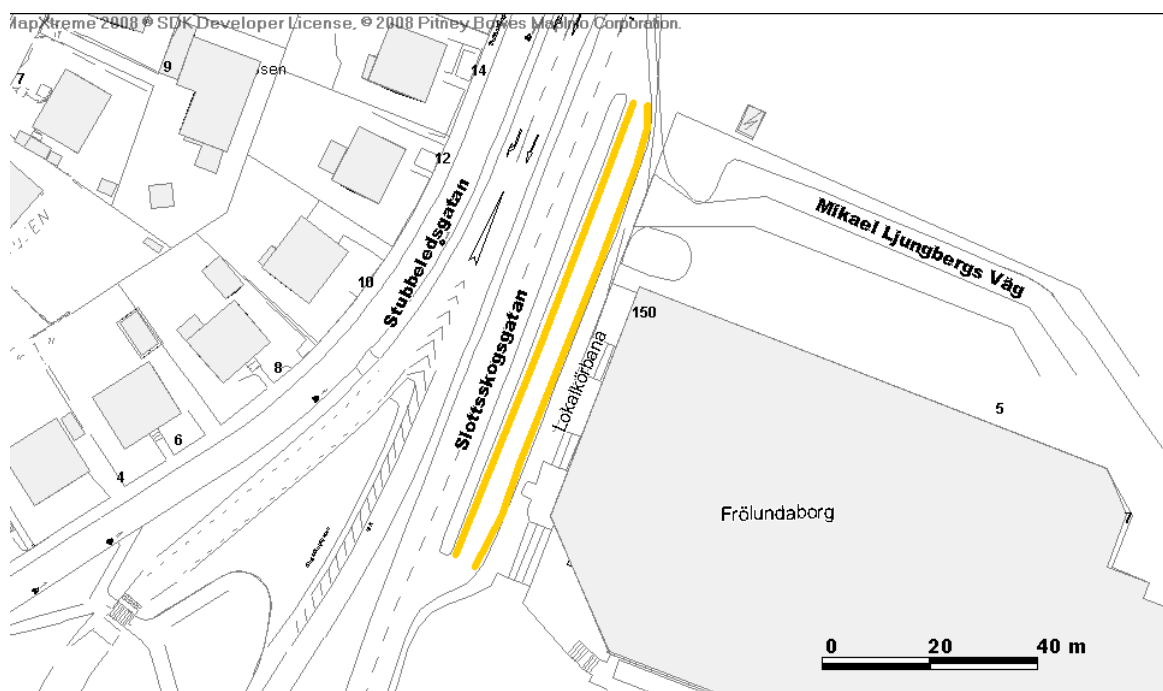 MapXtreme 2008 ® SDK Developer License, © 2008 Pitney Bowes MapInfo Corporation.
9
7
14
12
Stubbeledsgatan
Mikael Ljungbergs Väg
10
150
Slottsskogsgatan
Lokalkörbana
8
5
6
4
Frölundaborg
7
0 20 40 m